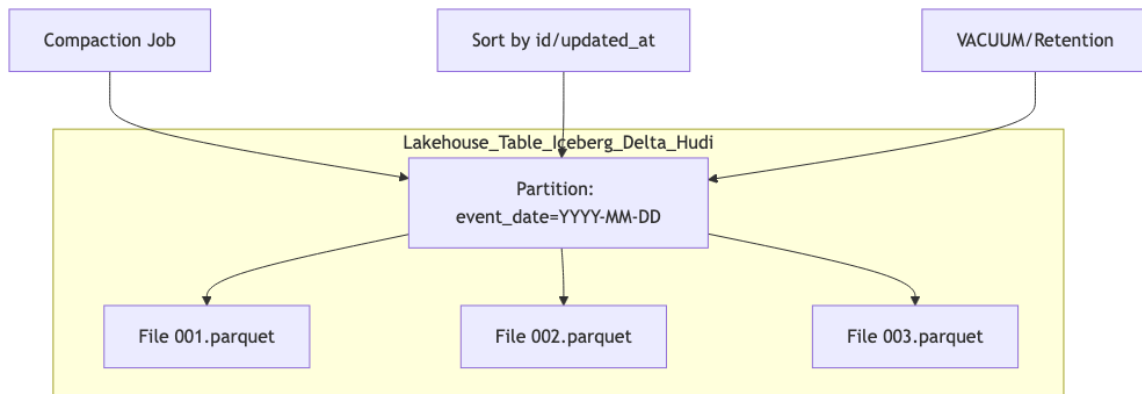 Compaction Job
Sort by id/updated_at
VACUUM/Retention
Lakehouse_Table_Iceberg_Delta_Hudi
Partition:
event_date=YYYY-MM-DD
File 001.parquet
File 002.parquet
File 003.parquet